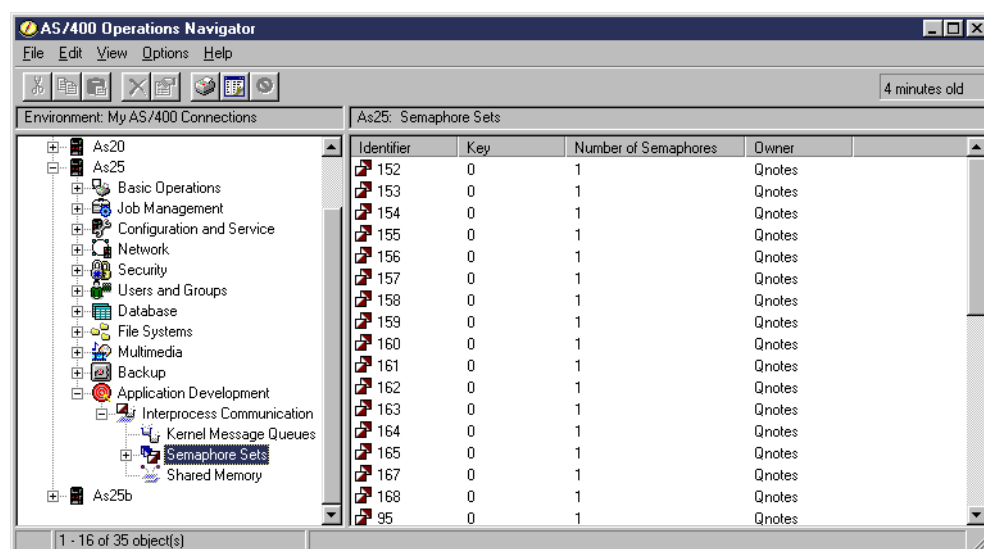 AS/400 Operations Navigator
File Edit View Options Help
4 minutes old
Environment: My AS/400 Connections
As25: Semaphore Sets
As20
As25
Basic Operations
Job Management
Configuration and Service
Network
Security
Users and Groups
Database
File Systems
Multimedia
Backup
Application Development
Interprocess Communication
Kernel Message Queues
Semaphore Sets
Shared Memory
As25b
Identifier Key Number of Semaphores Owner
152 0 1 Qnotes
153 0 1 Qnotes
154 0 1 Qnotes
155 0 1 Qnotes
156 0 1 Qnotes
157 0 1 Qnotes
158 0 1 Qnotes
159 0 1 Qnotes
160 0 1 Qnotes
161 0 1 Qnotes
162 0 1 Qnotes
163 0 1 Qnotes
164 0 1 Qnotes
165 0 1 Qnotes
167 0 1 Qnotes
168 0 1 Qnotes
95 0 1 Qnotes
1 - 16 of 35 object(s)